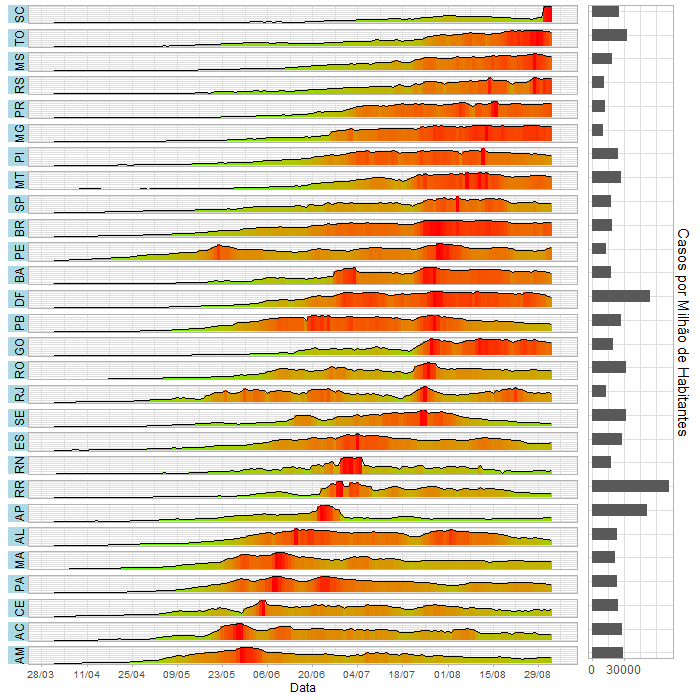 SC
TO
MS
RS
PR
MG
PI
MT
SP
BR
PE
BA
DF
PB
GO
RO
RJ
SE
ES
RN
RR
AP
AL
MA
PA
CE
AC
AM
28/03 11/04 25/04 09/05 23/05 06/06 20/06 04/07 18/07 01/08 15/08 29/08
Data
0 30000
Casos por Milhão de Habitantes